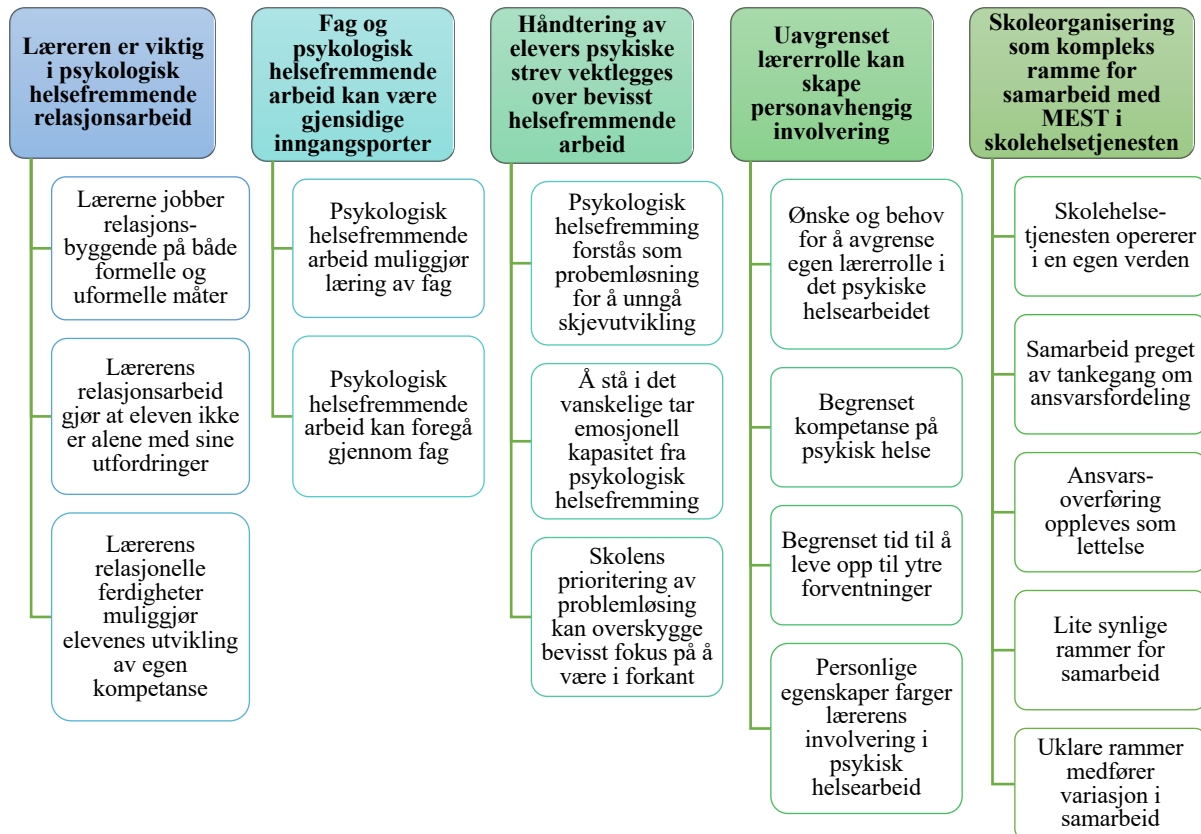 Læreren er viktig
i psykologisk
helsefremmende
relasjonsarbeid
Lærerne jobber
relasjons-
byggende på både
formelle og
uformelle måter
Lærerens
relasjonsarbeid
gjør at eleven ikke
er alene med sine
utfordringer
Lærerens
relasjonelle
ferdigheter
muliggjør
elevenes utvikling
av egen
kompetanse
Fag og
psykologisk
helsefremmende
arbeid kan være
gjensidige
inngangsporter
Psykologisk
helsefremmende
arbeid muliggjør
læring av fag
Psykologisk
helsefremmende
arbeid kan foregå
gjennom fag
Håndtering av
elevers psykiske
strev vektlegges
over bevisst
helsefremmende
arbeid
Psykologisk
helsefremming
forstås som
probemløsning
for å unngå
skjevutvikling
Å stå i det
vanskelige tar
emosjonell
kapasitet fra
psykologisk
helsefremming
Skolens
prioritering av
problemløsing
kan overskygge
bevisst fokus på å
være i forkant
Uavgrenset
lærerrolle kan
skape
personavhengig
involvering
Ønske og behov
for å avgrense
egen lærerrolle i
det psykiske
helsearbeidet
Begrenset
kompetanse på
psykisk helse
Begrenset tid til å
leve opp til ytre
forventninger
Personlige
egenskaper farger
lærerens
involvering i
psykisk
helsearbeid
Skoleorganisering
som kompleks
ramme for
samarbeid med
MEST i
skolehelsetjenesten
Skolehelse-
tjenesten opererer
i en egen verden
Samarbeid preget
av tankegang om
ansvarsfordeling
Ansvars-
overføring
oppleves som
lettelse
Lite synlige
rammer for
samarbeid
Uklare rammer
medfører
variasjon i
samarbeid